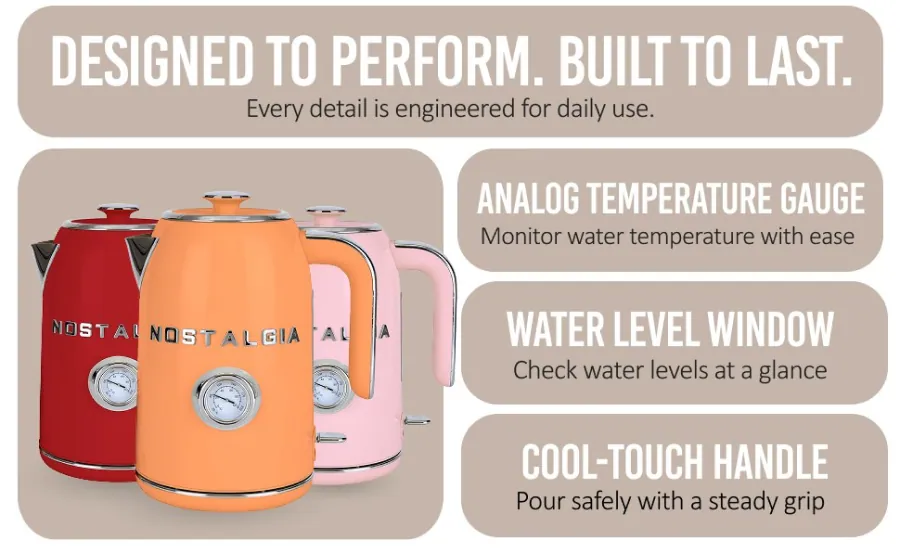 DESIGNED TO PERFORM. BUILT TO LAST.
Every detail is engineered for daily use.
NOSTAL NOSTALGIA TAL A
ANALOG TEMPERATURE GAUGE
Monitor water temperature with ease
WATER LEVEL WINDOW
Check water levels at a glance
COOL-TOUCH HANDLE
Pour safely with a steady grip